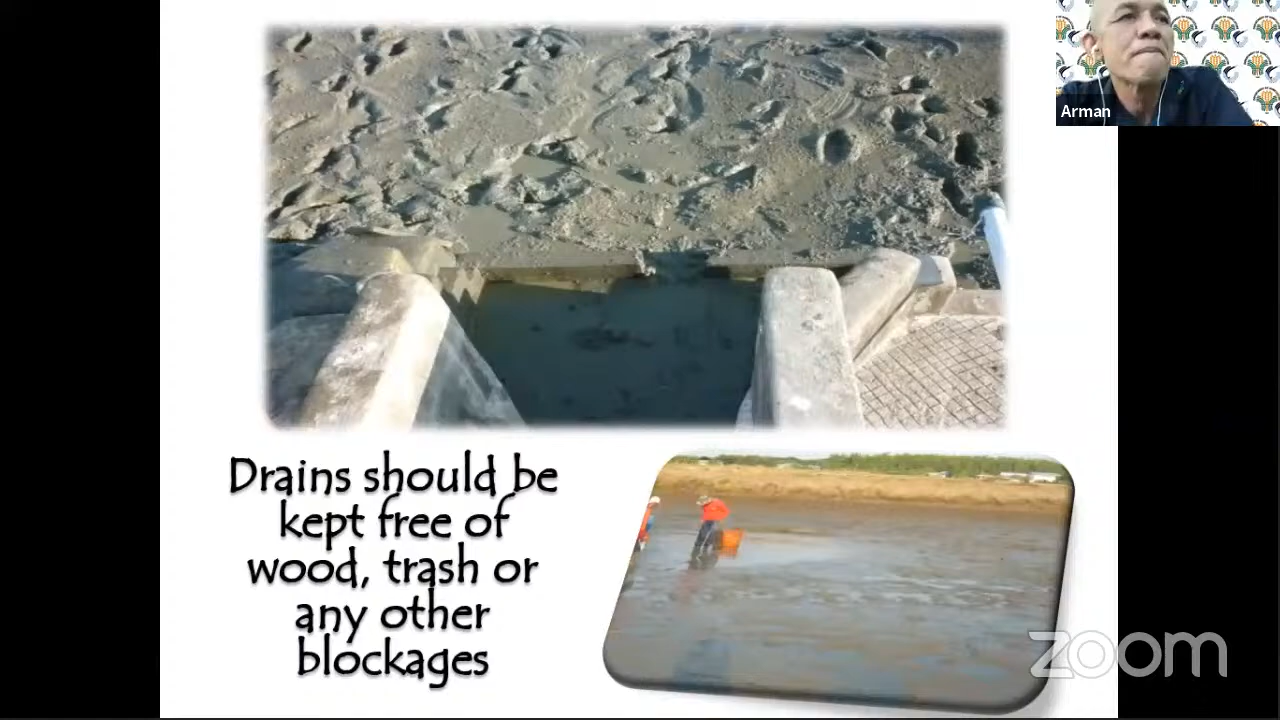 Arman
Drains should be
kept free of
wood, trash or
any other
blockages
zoom